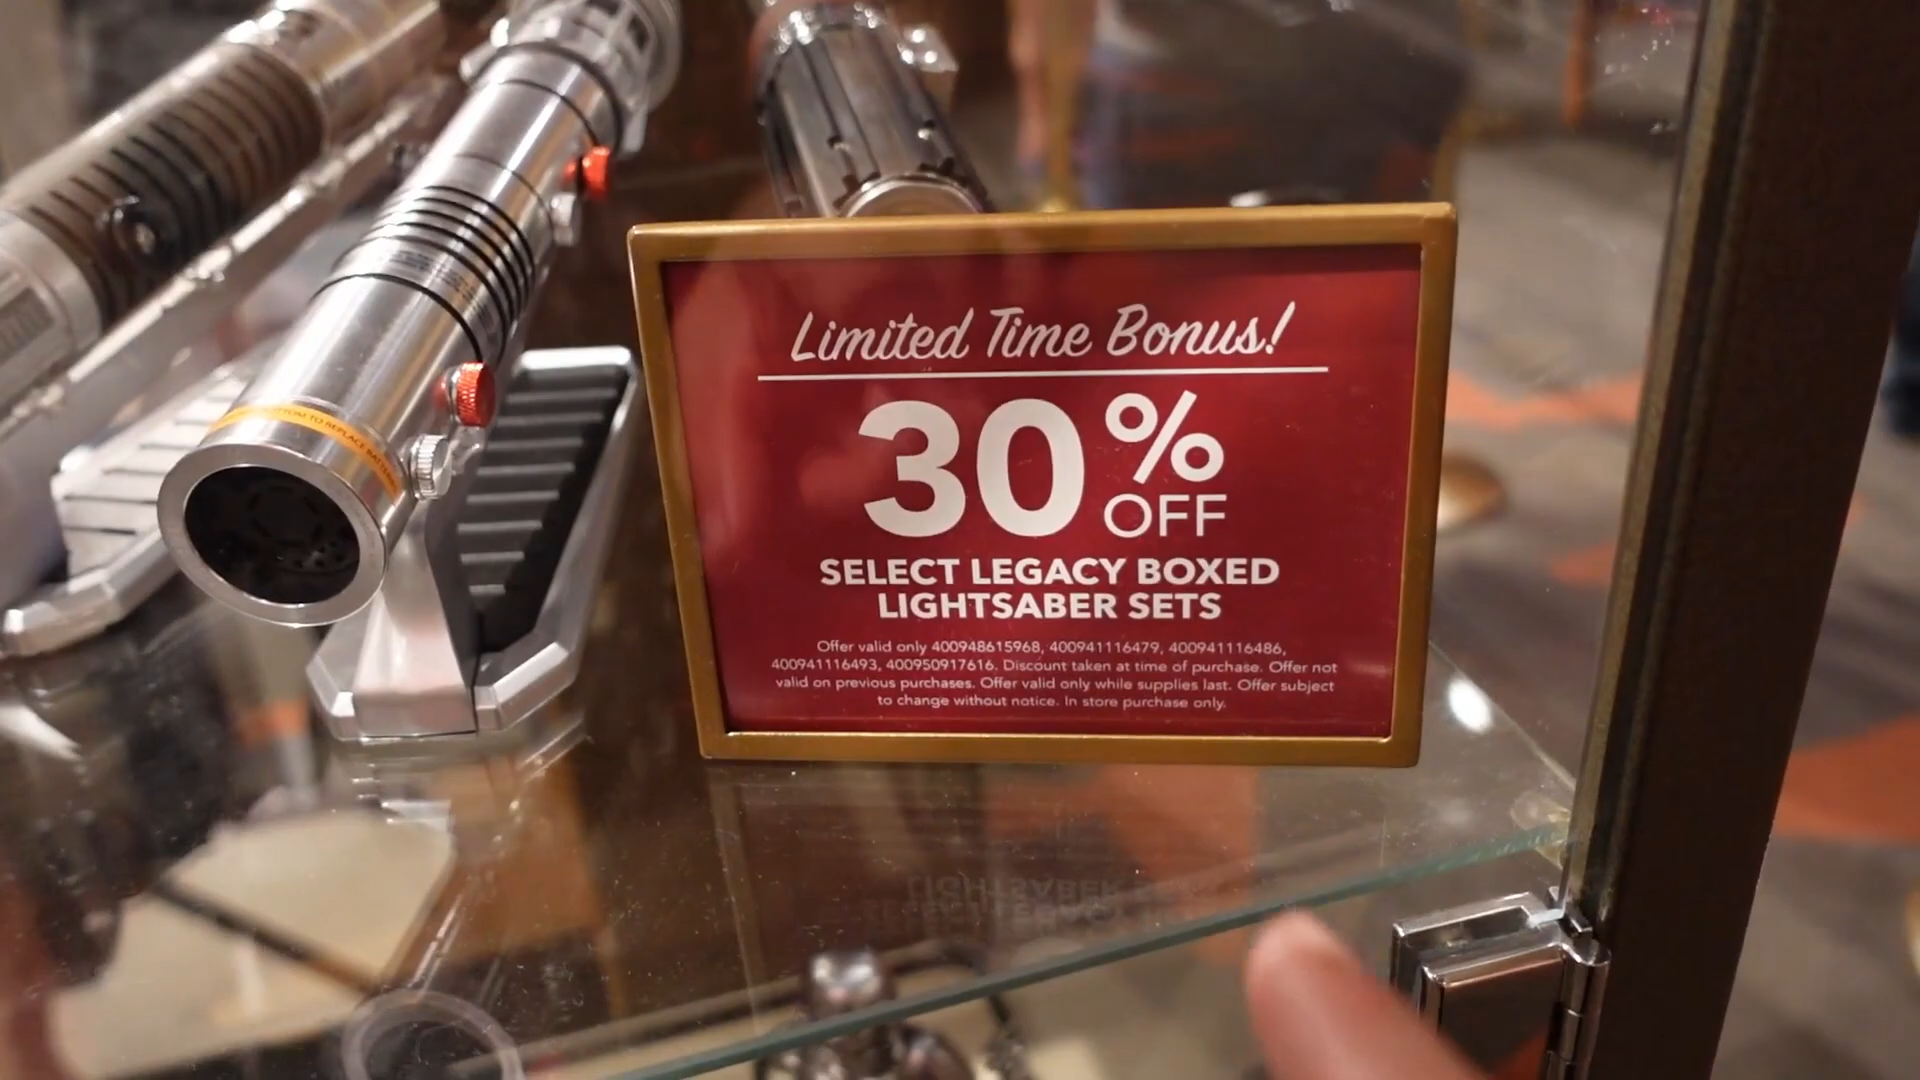 Limited Time Bonus!
30% OFF
SELECT LEGACY BOXED
LIGHTSABER SETS
Offer valid only 400948615968, 400941116479, 400941116486,
400941116493, 400950917616. Discount taken at time of purchase. Offer not
valid on previous purchases. Offer valid only while supplies last. Offer subject
to change without notice. In store purchase only.
TO REPLACE